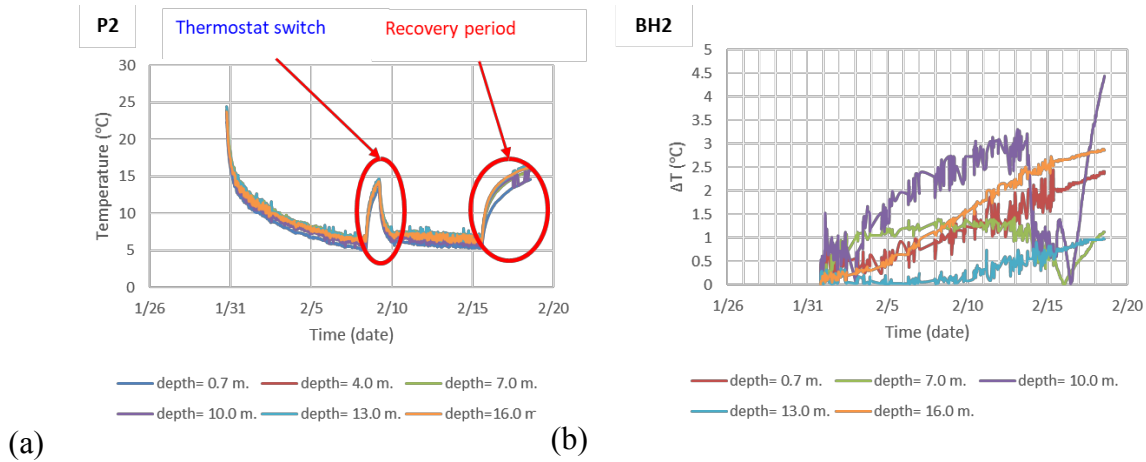 P2
Thermostat switch
Recovery period
Temperature (°C)
30
25
20
15
10
5
0
1/26 1/31 2/5 2/10 2/15 2/20
Time (date)
depth= 0.7 m. depth= 4.0 m. depth= 7.0 m.
depth= 10.0 m. depth= 13.0 m. depth=16.0 m
(a)
BH2
ΔT (°C)
5
4.5
4
3.5
3
2.5
2
1.5
1
0.5
0
1/26 1/31 2/5 2/10 2/15 2/20
Time (date)
depth= 0.7 m. depth= 7.0 m. depth= 10.0 m.
depth= 13.0 m. depth= 16.0 m.
(b)